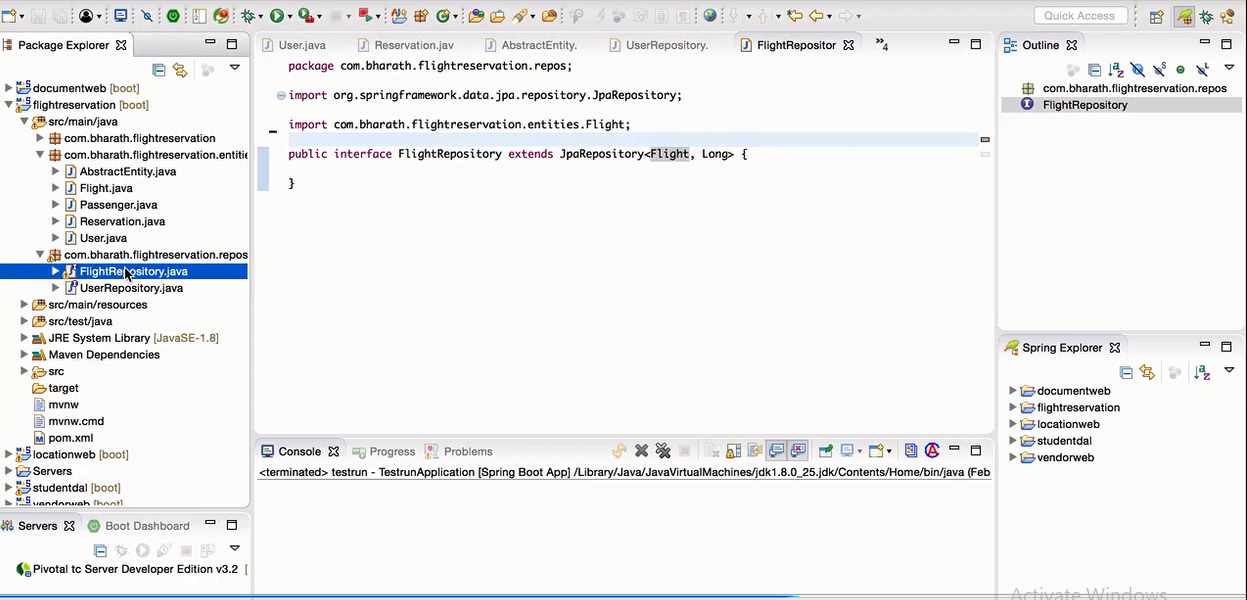 Quick Access
Package Explorer
documentweb [boot]
flightreservation [boot]
src/main/java
com.bharath.flightreservation
com.bharath.flightreservation.entitie
AbstractEntity.java
Flight.java
Passenger.java
Reservation.java
User.java
com.bharath.flightreservation.repos
FlightRepository.java
UserRepository.java
src/main/resources
src/test/java
JRE System Library [JavaSE-1.8]
Maven Dependencies
src
target
mvnw
mvnw.cmd
pom.xml
locationweb [boot]
Servers
studentdal [boot]
vendorweb [boot]
Servers
Boot Dashboard
Pivotal tc Server Developer Edition v3.2 [
User.java
Reservation.jav
AbstractEntity.
UserRepository.
FlightRepositor
4
package com.bharath.flightreservation.repos;
import org.springframework.data.jpa.repository.JpaRepository;
import com.bharath.flightreservation.entities.Flight;
public interface FlightRepository extends JpaRepository<Flight, Long> {
}
Console
Progress
Problems
<terminated> testrun - TestrunApplication [Spring Boot App] /Library/Java/JavaVirtualMachines/jdk1.8.0_25.jdk/Contents/Home/bin/java (Feb
Outline
com.bharath.flightreservation.repos
FlightRepository
Spring Explorer
documentweb
flightreservation
locationweb
studentdal
vendorweb
Activate Windows